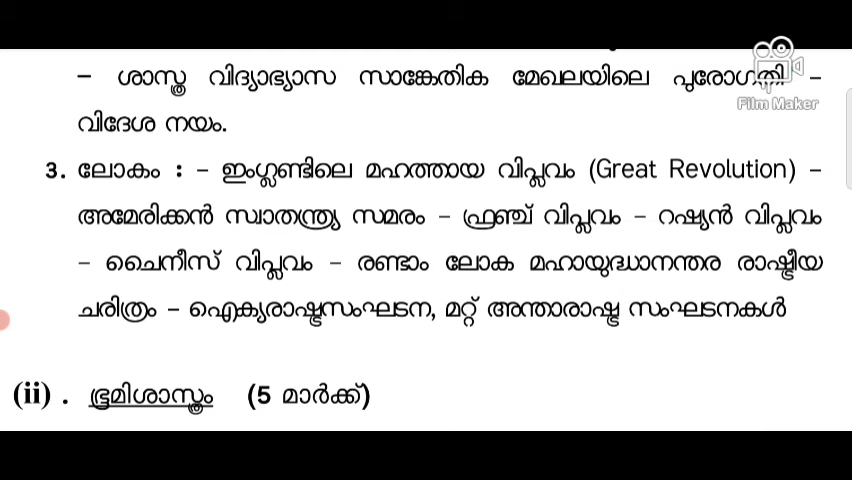 – ശാസ്ത്ര വിദ്യാഭ്യാസ സാങ്കേതിക മേഖലയിലെ പുരോഗതി –
Film Maker
വിദേശ നയം.
3. ലോകം : – ഇംഗ്ലണ്ടിലെ മഹത്തായ വിപ്ലവം (Great Revolution) –
അമേരിക്കൻ സ്വാതന്ത്ര്യ സമരം – ഫ്രഞ്ച് വിപ്ലവം – റഷ്യൻ വിപ്ലവം
– ചൈനീസ് വിപ്ലവം – രണ്ടാം ലോക മഹായുദ്ധാനന്തര രാഷ്ട്രീയ
ചരിത്രം – ഐക്യരാഷ്ട്രസംഘടന, മറ്റ് അന്താരാഷ്ട്ര സംഘടനകൾ
(ii) . ഭൂമിശാസ്ത്രം (5 മാർക്ക്)